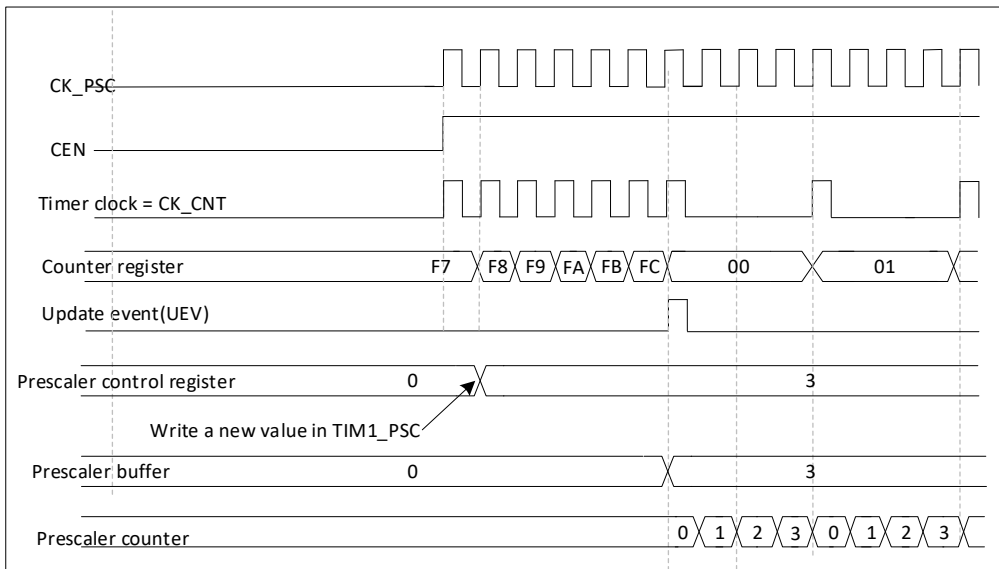 CK_PSC
CEN
Timer clock = CK_CNT
Counter register F7 F8 F9 FA FB FC 00 01
Update event(UEV)
Prescaler control register 0 3
Write a new value in TIM1_PSC
Prescaler buffer 0 3
Prescaler counter 0 1 2 3 0 1 2 3